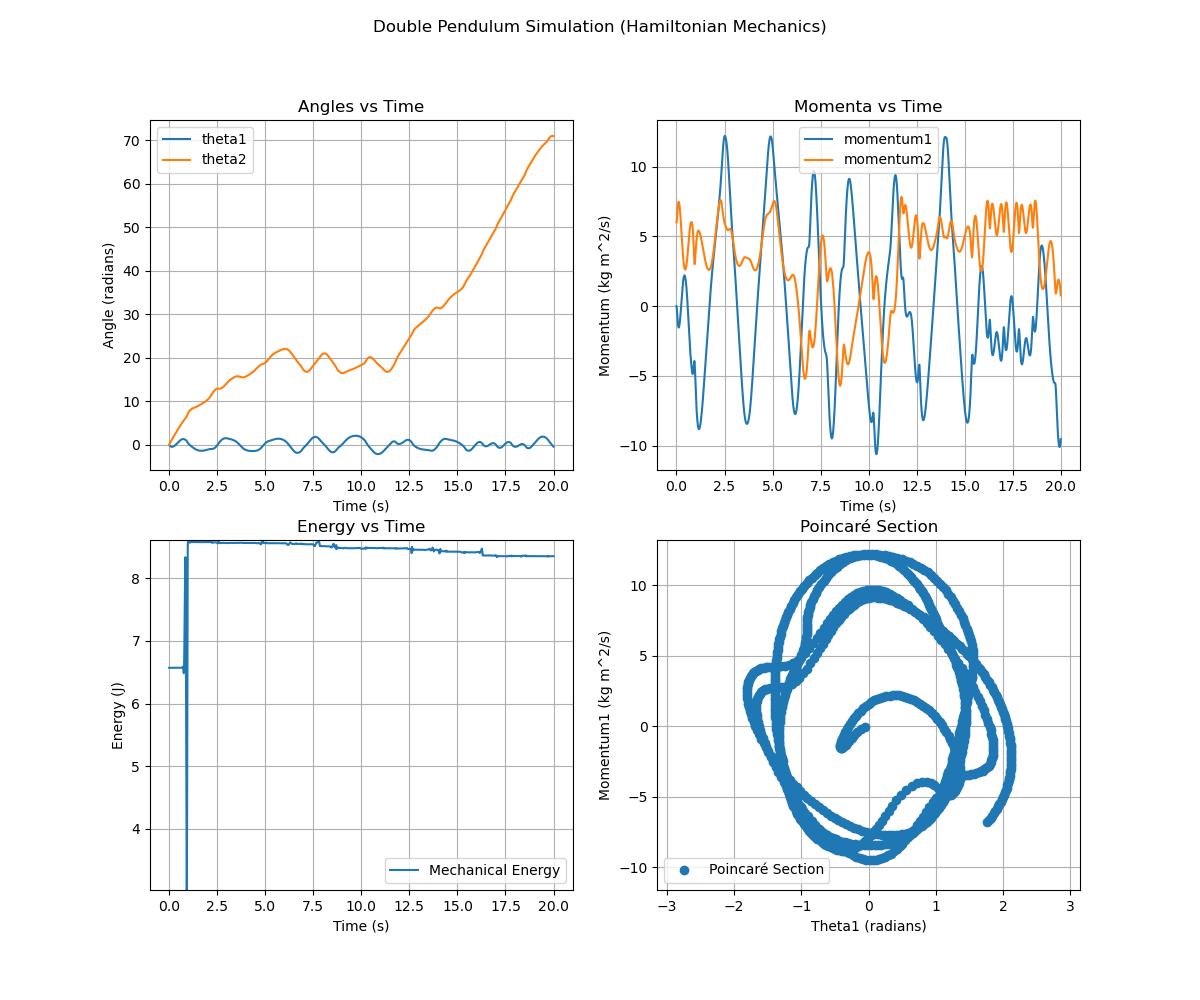 Double Pendulum Simulation (Hamiltonian Mechanics)
Angles vs Time
theta1
theta2
70
60
50
40
30
20
10
0
Angle (radians)
0.0 2.5 5.0 7.5 10.0 12.5 15.0 17.5 20.0
Time (s)
Momenta vs Time
momentum1
momentum2
10
5
0
−5
−10
Momentum (kg m^2/s)
0.0 2.5 5.0 7.5 10.0 12.5 15.0 17.5 20.0
Time (s)
Energy vs Time
8
7
6
5
4
Energy (J)
Mechanical Energy
0.0 2.5 5.0 7.5 10.0 12.5 15.0 17.5 20.0
Time (s)
Poincaré Section
10
5
0
−5
−10
Momentum1 (kg m^2/s)
Poincaré Section
−3 −2 −1 0 1 2 3
Theta1 (radians)